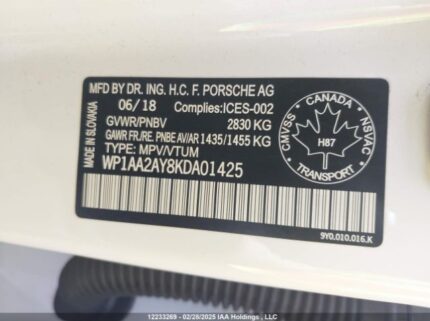 MFD BY DR. ING. H.C. F. PORSCHE AG
06/18 Complies:ICES-002
GVWR/PNBV 2830 KG
GAWR FR/RE. PNBE AV/AR 1435/1455 KG
TYPE: MPV/VTUM
WP1AA2AY8KDA01425
MADE IN SLOVAKIA
CANADA
CMVSS
NSVAC
H87
TRANSPORT
9Y0.010.016.K
12233269 - 02/28/2025 IAA Holdings , LLC